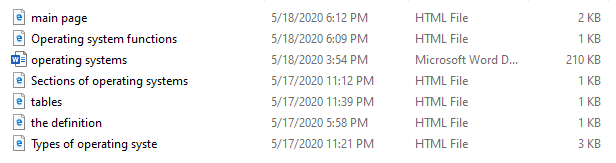 main page 5/18/2020 6:12 PM HTML File 2 KB
Operating system functions 5/18/2020 6:09 PM HTML File 1 KB
operating systems 5/18/2020 3:54 PM Microsoft Word D... 210 KB
Sections of operating systems 5/17/2020 11:12 PM HTML File 1 KB
tables 5/17/2020 11:39 PM HTML File 1 KB
the definition 5/17/2020 5:58 PM HTML File 1 KB
Types of operating syste 5/17/2020 11:21 PM HTML File 3 KB